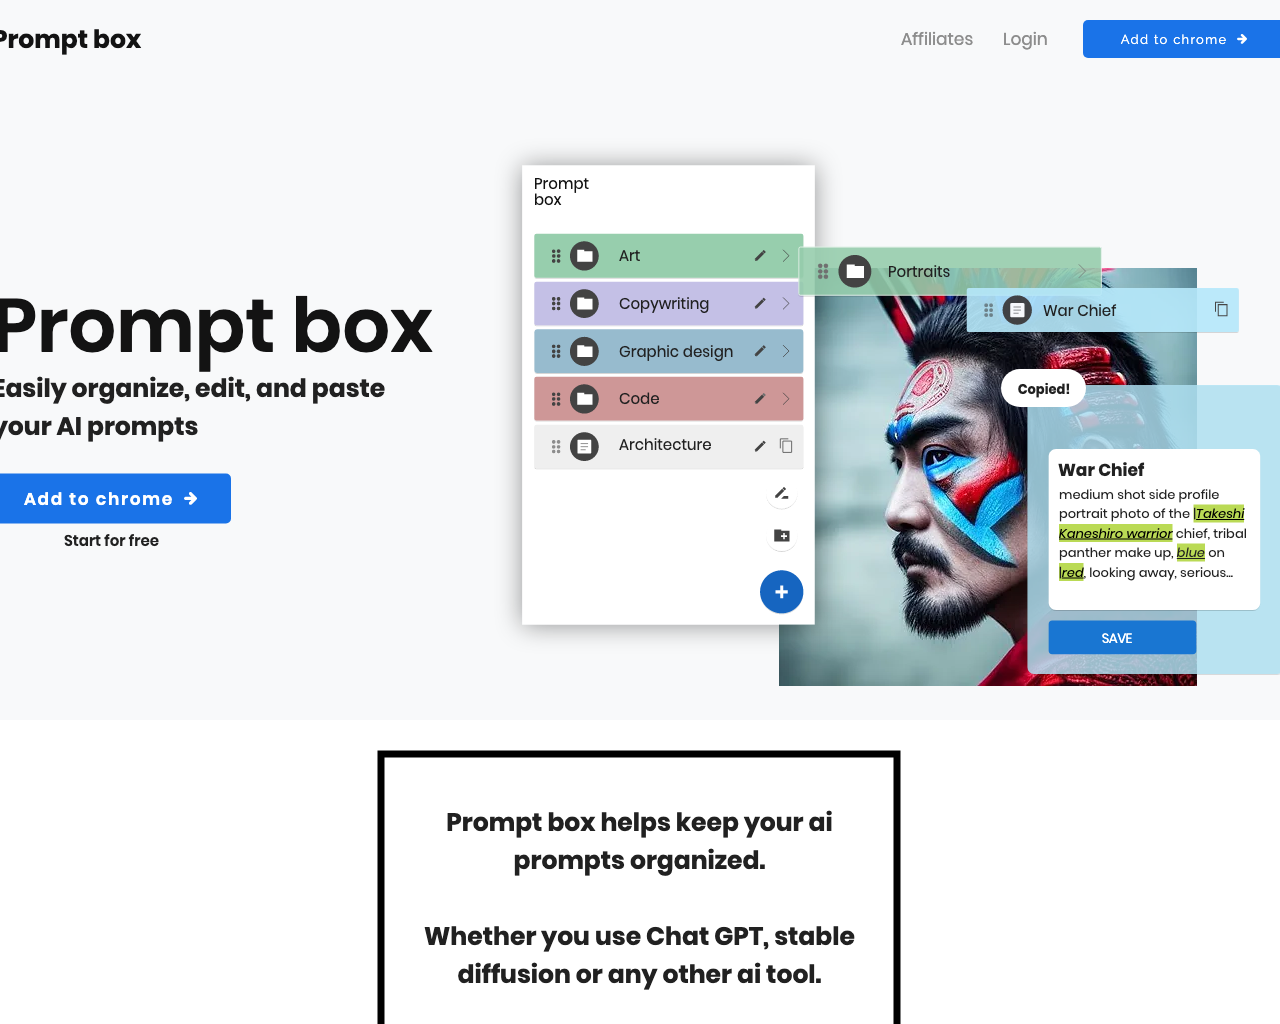 Prompt box
Affiliates
Login
Add to chrome
Prompt box
Easily organize, edit, and paste
your AI prompts
Add to chrome
Start for free
Prompt
box
Art
Copywriting
Graphic design
Code
Architecture
Portraits
War Chief
Copied!
War Chief
medium shot side profile
portrait photo of the Takeshi
Kaneshiro warrior chief, tribal
panther make up, blue on
red, looking away, serious...
SAVE
Prompt box helps keep your ai
prompts organized.
Whether you use Chat GPT, stable
diffusion or any other ai tool.